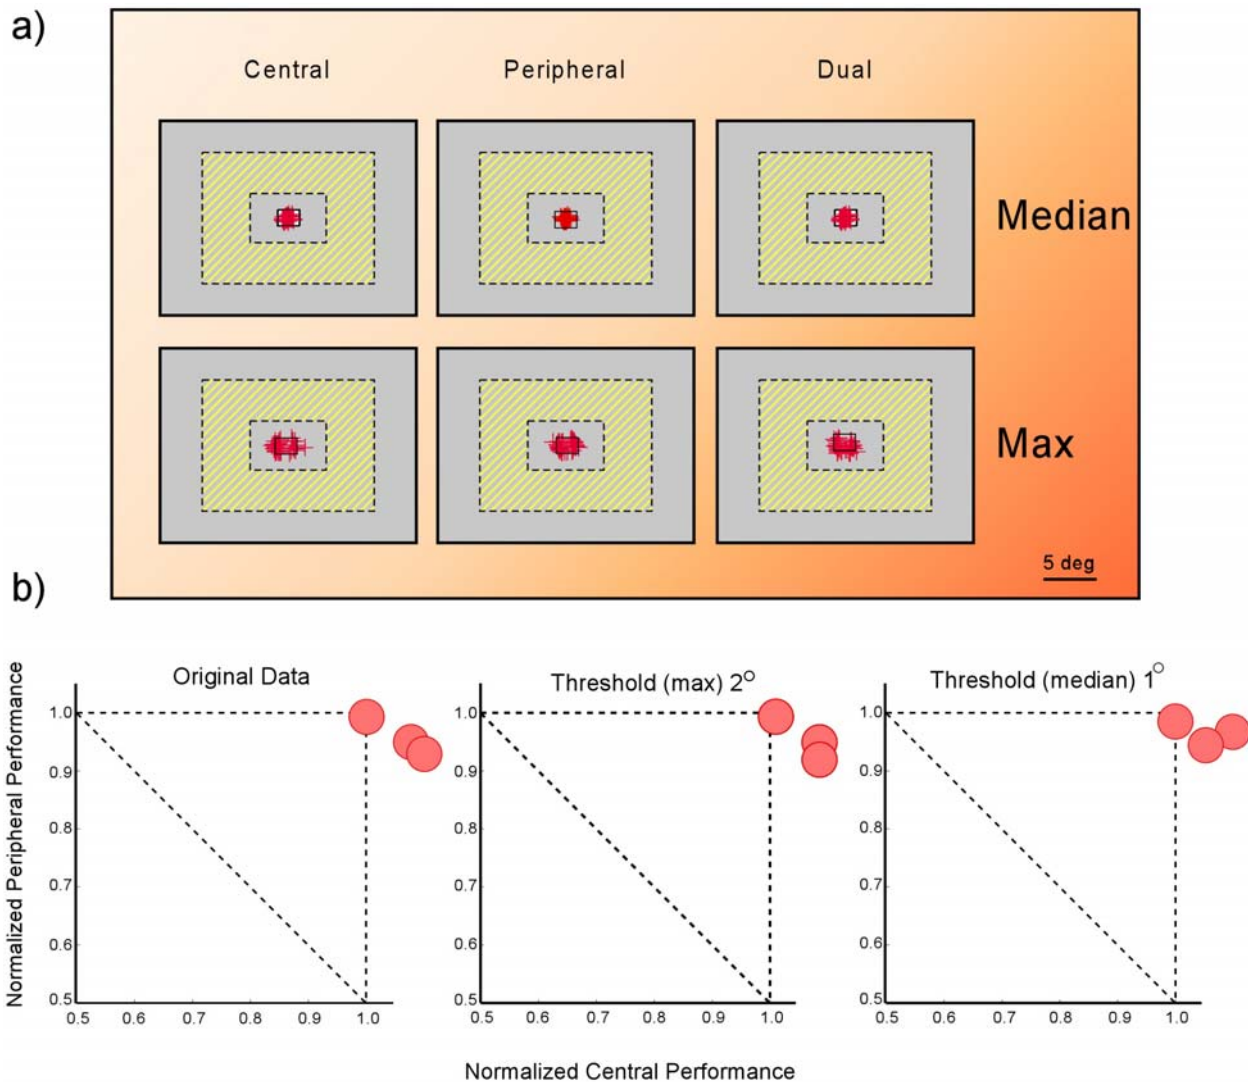 a)
Central Peripheral Dual
Median
Max
5 deg
b)
Original Data Threshold (max) 2° Threshold (median) 1°
Normalized Peripheral Performance
1.0 1.0 1.0
0.9 0.9 0.9
0.8 0.8 0.8
0.7 0.7 0.7
0.6 0.6 0.6
0.5 0.5 0.5
0.5 0.6 0.7 0.8 0.9 1.0 0.5 0.6 0.7 0.8 0.9 1.0 0.5 0.6 0.7 0.8 0.9 1.0
Normalized Central Performance